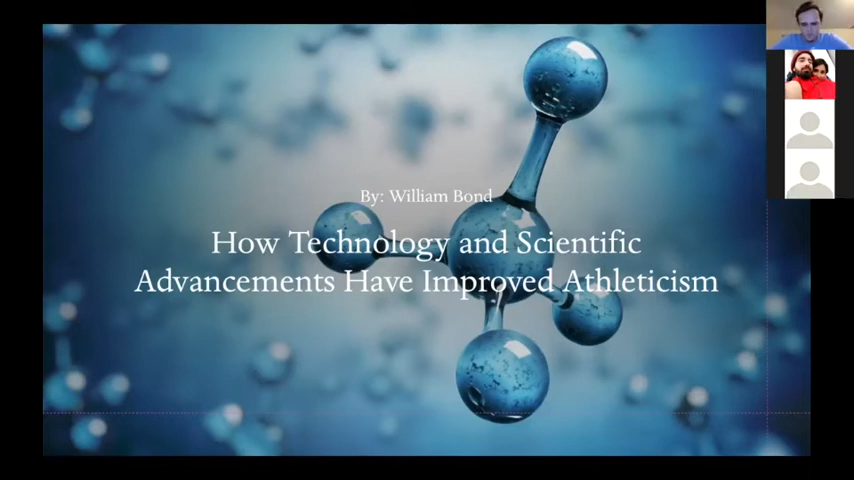 By: William Bond
How Technology and Scientific
Advancements Have Improved Athleticism